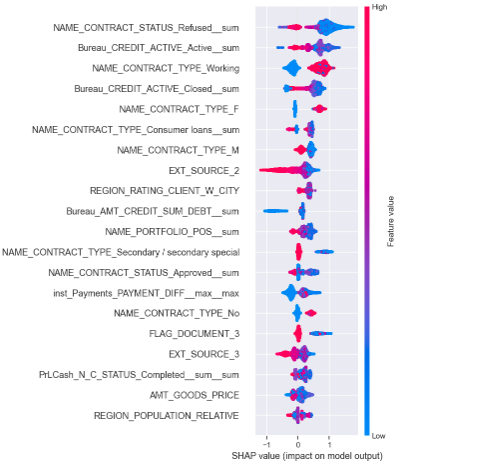 High
NAME_CONTRACT_STATUS_Refused__sum
Bureau_CREDIT_ACTIVE_Active__sum
NAME_CONTRACT_TYPE_Working
Bureau_CREDIT_ACTIVE_Closed__sum
NAME_CONTRACT_TYPE_F
NAME_CONTRACT_TYPE_Consumer loans__sum
NAME_CONTRACT_TYPE_M
EXT_SOURCE_2
REGION_RATING_CLIENT_W_CITY
Bureau_AMT_CREDIT_SUM_DEBT__sum
NAME_PORTFOLIO_POS__sum
NAME_CONTRACT_TYPE_Secondary / secondary special
NAME_CONTRACT_STATUS_Approved__sum
inst_Payments_PAYMENT_DIFF__max__max
NAME_CONTRACT_TYPE_No
FLAG_DOCUMENT_3
EXT_SOURCE_3
PrLCash_N_C_STATUS_Completed__sum__sum
AMT_GOODS_PRICE
REGION_POPULATION_RELATIVE
Feature value
Low
−1 0 1
SHAP value (impact on model output)